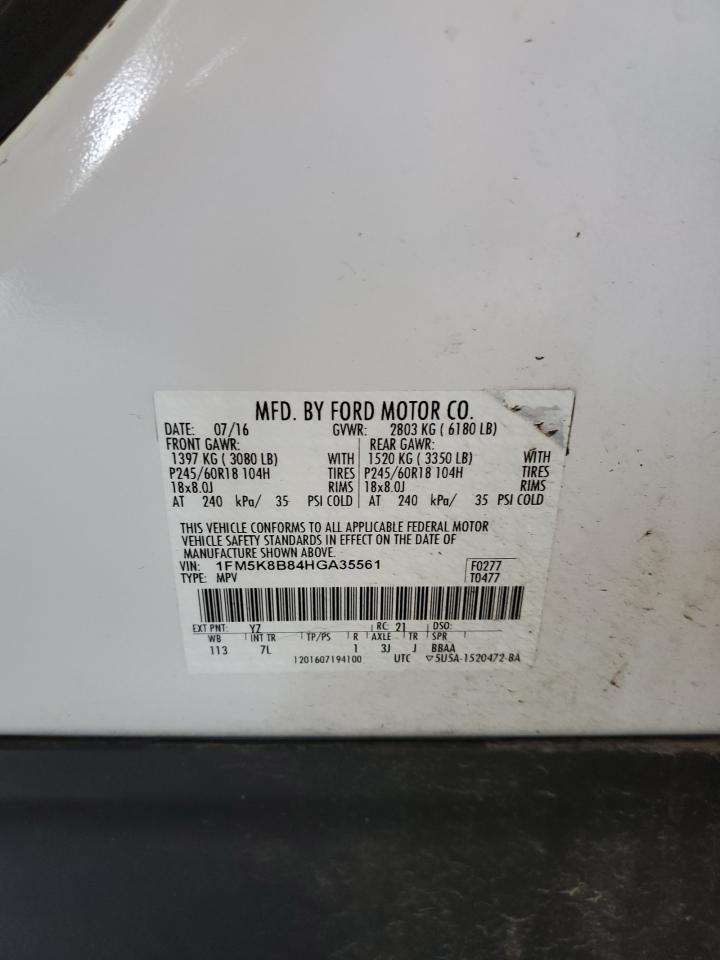 MFD. BY FORD MOTOR CO.
DATE: 07/16 GVWR: 2803 KG ( 6180 LB)
FRONT GAWR: REAR GAWR:
1397 KG ( 3080 LB) WITH 1520 KG ( 3350 LB) WITH
P245/60R18 104H TIRES P245/60R18 104H TIRES
18x8.0J RIMS 18x8.0J RIMS
AT 240 kPa/ 35 PSI COLD AT 240 kPa/ 35 PSI COLD
THIS VEHICLE CONFORMS TO ALL APPLICABLE FEDERAL MOTOR
VEHICLE SAFETY STANDARDS IN EFFECT ON THE DATE OF
MANUFACTURE SHOWN ABOVE.
VIN: 1FM5K8B84HGA35561 F0277
TYPE: MPV T0477
EXT PNT: YZ RC: 21 DSO:
WB INT TR TP/PS R AXLE TR SPR
113 7L 1 3J J BBAA
1201607194100 UTC ▽5U5A-1520472-BA